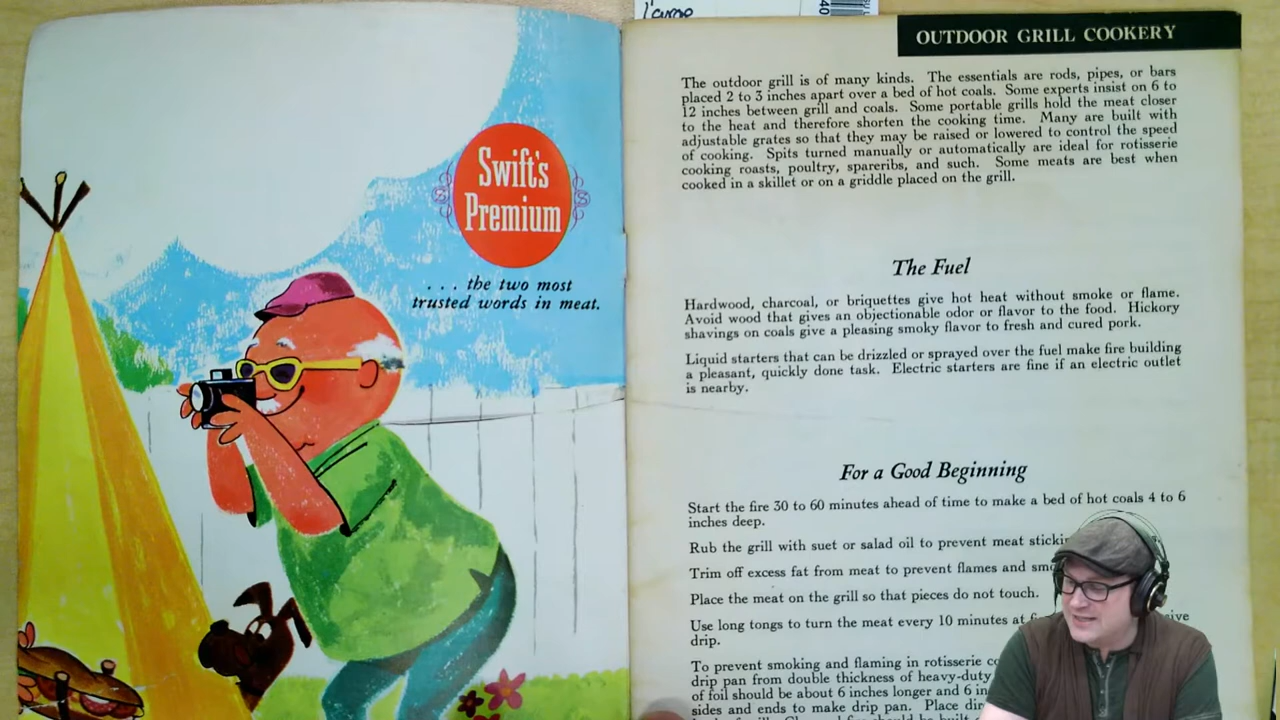 Swift's
Premium
. . . the two most
trusted words in meat.
OUTDOOR GRILL COOKERY
The outdoor grill is of many kinds. The essentials are rods, pipes, or bars
placed 2 to 3 inches apart over a bed of hot coals. Some experts insist on 6 to
12 inches between grill and coals. Some portable grills hold the meat closer
to the heat and therefore shorten the cooking time. Many are built with
adjustable grates so that they may be raised or lowered to control the speed
of cooking. Spits turned manually or automatically are ideal for rotisserie
cooking roasts, poultry, spareribs, and such. Some meats are best when
cooked in a skillet or on a griddle placed on the grill.
The Fuel
Hardwood, charcoal, or briquettes give hot heat without smoke or flame.
Avoid wood that gives an objectionable odor or flavor to the food. Hickory
shavings on coals give a pleasing smoky flavor to fresh and cured pork.
Liquid starters that can be drizzled or sprayed over the fuel make fire building
a pleasant, quickly done task. Electric starters are fine if an electric outlet
is nearby.
For a Good Beginning
Start the fire 30 to 60 minutes ahead of time to make a bed of hot coals 4 to 6
inches deep.
Rub the grill with suet or salad oil to prevent meat
Trim off excess fat from meat to prevent flames and
Place the meat on the grill so that pieces do not touch.
Use long tongs to turn the meat every 10 minutes at
drip.
To prevent smoking and flaming in rotisserie
drip pan from double thickness of heavy-duty
of foil should be about 6 inches longer and 6
sides and ends to make drip pan. Place